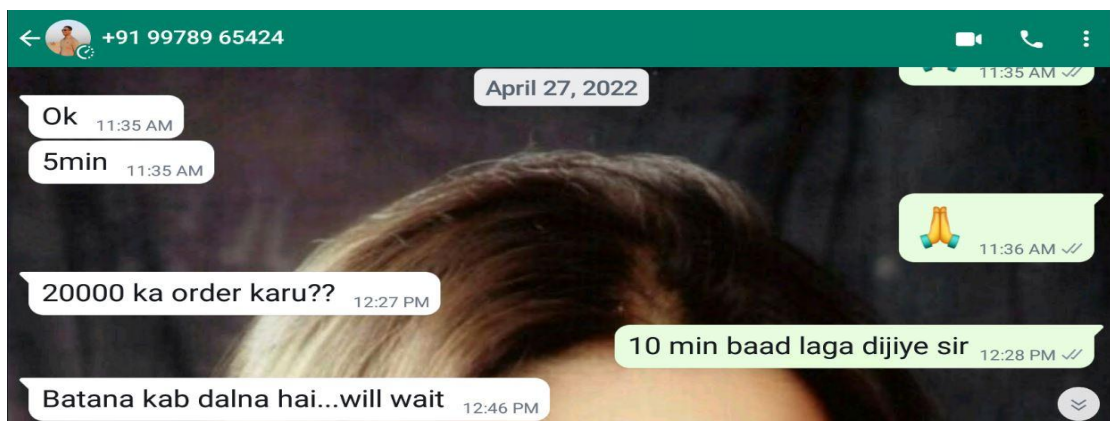 +91 99789 65424
11:35 AM
April 27, 2022
Ok 11:35 AM
5min 11:35 AM
🙏 11:36 AM
20000 ka order karu?? 12:27 PM
10 min baad laga dijiye sir 12:28 PM
Batana kab dalna hai...will wait 12:46 PM